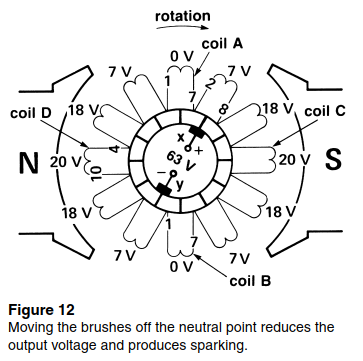 rotation
0 V
coil A
7 V
1
7
2
7 V
8
18 V
18 V
coil D
coil C
x
+
63 V
4
N
20 V
10
20 V
S
−
y
18 V
18 V
1
7
7 V
0 V
7 V
coil B
Figure 12
Moving the brushes off the neutral point reduces the
output voltage and produces sparking.